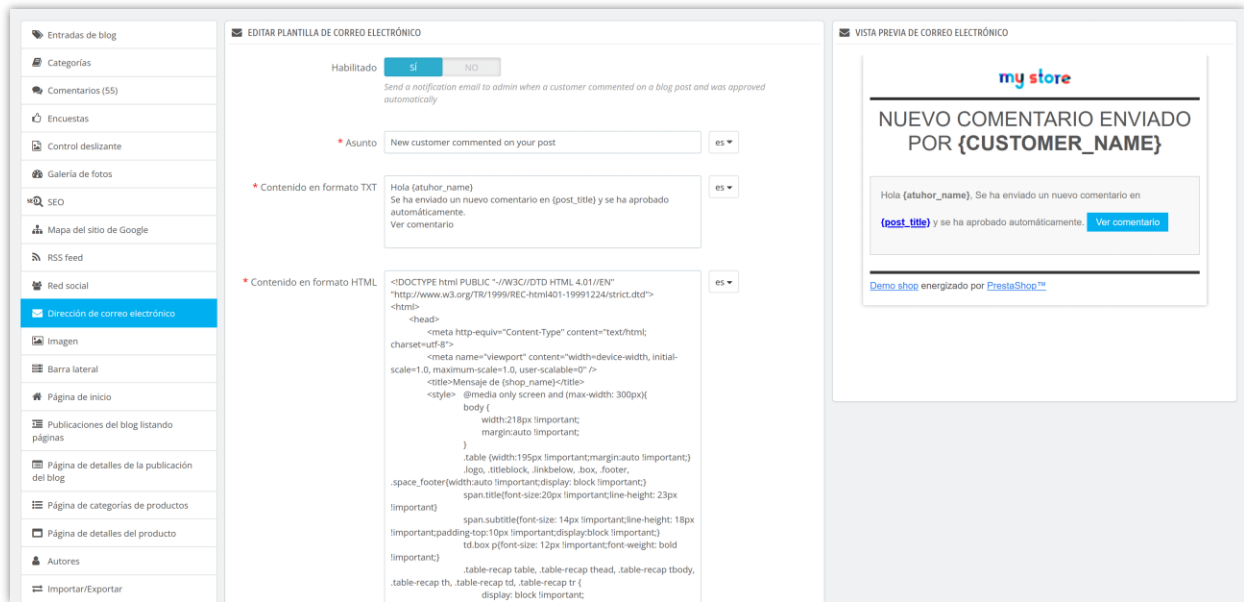 Entradas de blog
Categorías
Comentarios (55)
Encuestas
Control deslizante
Galería de fotos
SEO
Mapa del sitio de Google
RSS feed
Red social
Dirección de correo electrónico
Imagen
Barra lateral
Página de inicio
Publicaciones del blog listando
páginas
Página de detalles de la publicación
del blog
Página de categorías de productos
Página de detalles del producto
Autores
Importar/Exportar
EDITAR PLANTILLA DE CORREO ELECTRÓNICO
Habilitado SÍ NO
Send a notification email to admin when a customer commented on a blog post and was approved
automatically
* Asunto New customer commented on your post es
* Contenido en formato TXT Hola {atuhor_name} es
Se ha enviado un nuevo comentario en {post_title} y se ha aprobado
automáticamente.
Ver comentario
* Contenido en formato HTML <!DOCTYPE html PUBLIC "-//W3C//DTD HTML 4.01//EN" es
"http://www.w3.org/TR/1999/REC-html401-19991224/strict.dtd">
<html>
<head>
<meta http-equiv="Content-Type" content="text/html;
charset=utf-8">
<meta name="viewport" content="width=device-width, initial-
scale=1.0, maximum-scale=1.0, user-scalable=0" />
<title>Mensaje de {shop_name}</title>
<style> @media only screen and (max-width: 300px){
body {
width:218px !important;
margin:auto !important;
}
.table {width:195px !important;margin:auto !important;}
.logo, .titleblock, .linkbelow, .box, .footer,
.space_footer{width:auto !important;display: block !important;}
span.title{font-size:20px !important;line-height: 23px
!important}
span.subtitle{font-size: 14px !important;line-height: 18px
!important;padding-top:10px !important;display:block !important;}
td.box p{font-size: 12px !important;font-weight: bold
!important;}
.table-recap table, .table-recap thead, .table-recap tbody,
.table-recap th, .table-recap td, .table-recap tr {
display: block !important;
VISTA PREVIA DE CORREO ELECTRÓNICO
my store
NUEVO COMENTARIO ENVIADO
POR {CUSTOMER_NAME}
Hola {atuhor_name}, Se ha enviado un nuevo comentario en
{post_title} y se ha aprobado automáticamente. Ver comentario
Demo shop energizado por PrestaShop™